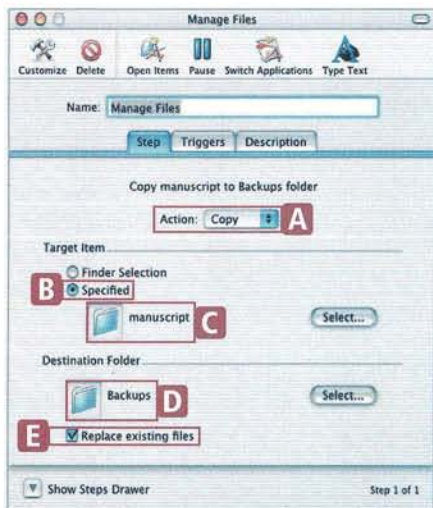 Manage Files
Customize Delete Open Items Pause Switch Applications Type Text
Name: Manage Files
Step Triggers Description
Copy manuscript to Backups folder
Action: Copy A
Target Item
Finder Selection
B Specified
manuscript C Select...
Destination Folder
Backups D Select...
E Replace existing files
Show Steps Drawer Step 1 of 1